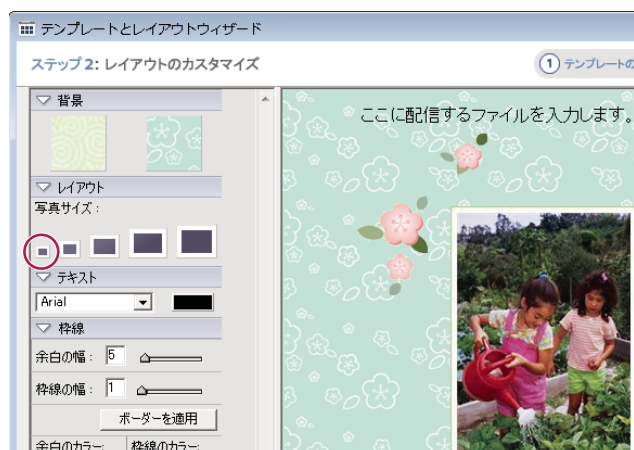 テンプレートとレイアウトウィザード
ステップ 2: レイアウトのカスタマイズ
1 テンプレートの
背景
ここに配信するファイルを入力します。
レイアウト
写真サイズ :
テキスト
Arial
枠線
余白の幅 : 5
枠線の幅 : 1
ボーダーを適用
余白のカラー: 枠線のカラー: